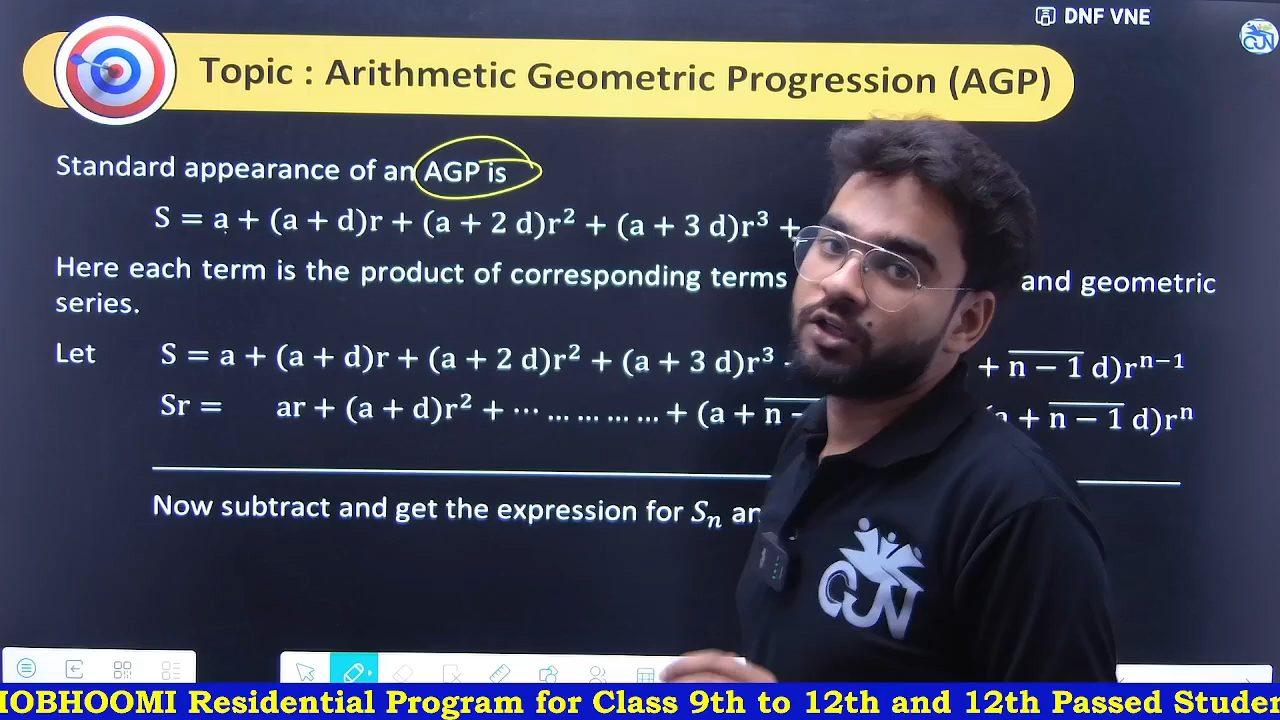 DNF VNE
GUN
Topic : Arithmetic Geometric Progression (AGP)
Standard appearance of an AGP is
S = a + (a + d)r + (a + 2 d)r² + (a + 3 d)r³ +
Here each term is the product of corresponding terms and geometric
series.
Let S = a + (a + d)r + (a + 2 d)r² + (a + 3 d)r³ + n − 1 d)rⁿ⁻¹
Sr = ar + (a + d)r² + ⋯ … … … … + (a + n − + n − 1 d)rⁿ
Now subtract and get the expression for Sₙ
GUN
Residential Program for Class 9th to 12th and 12th Passed